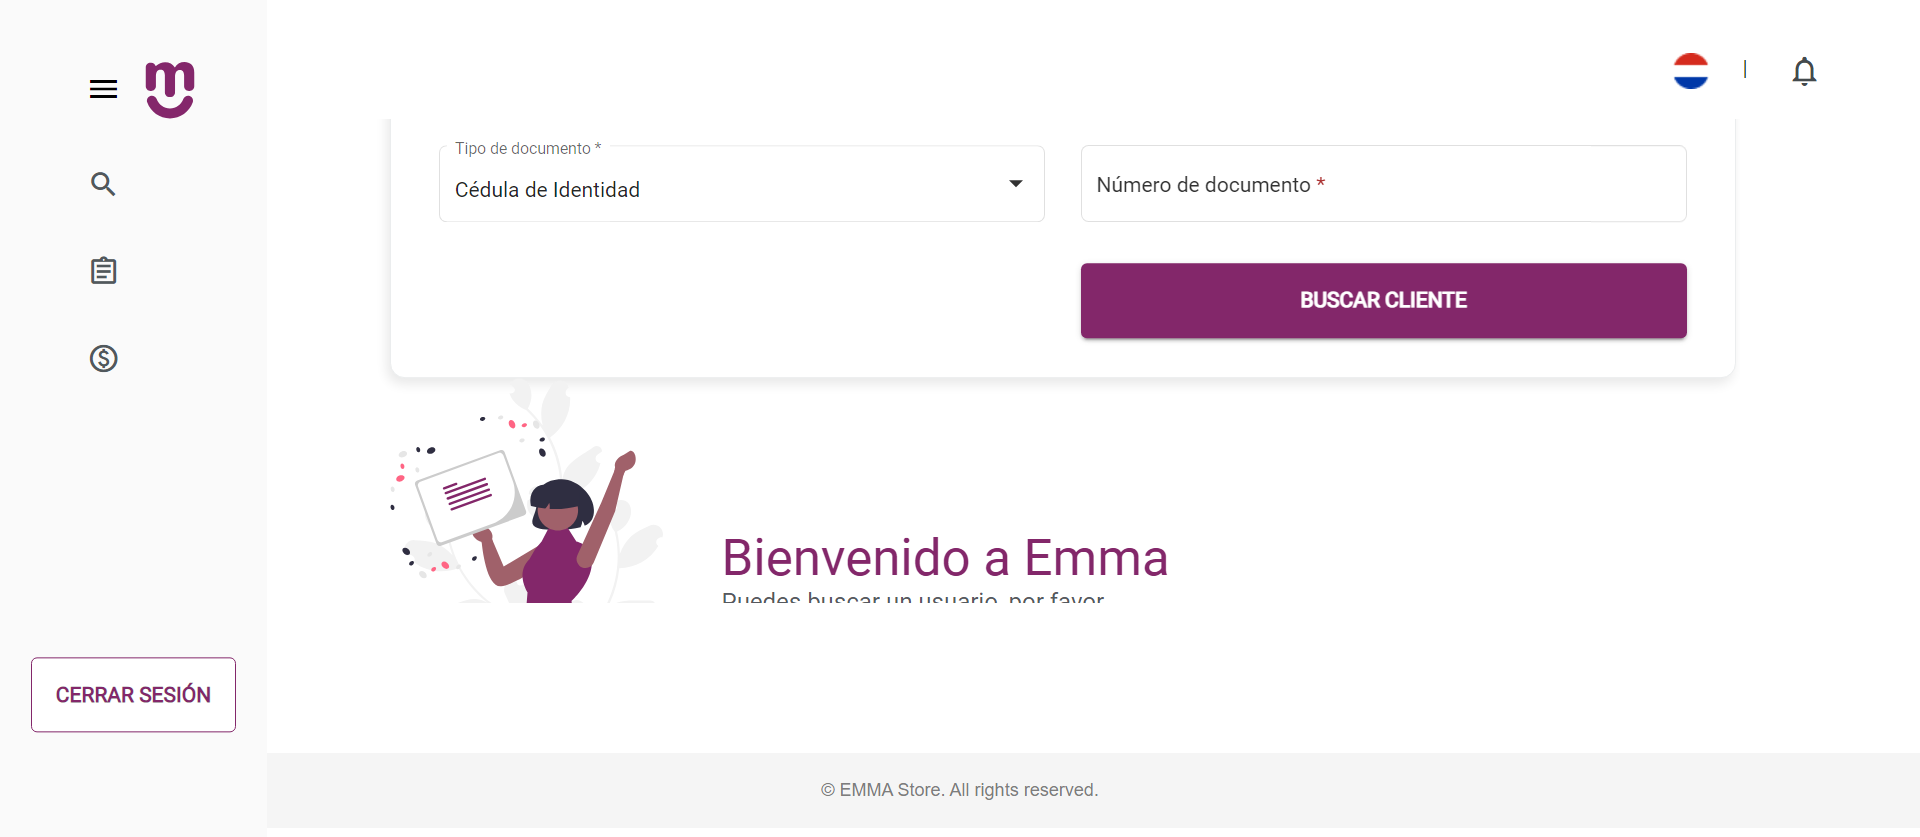 Tipo de documento *
Cédula de Identidad
Número de documento *
BUSCAR CLIENTE
Bienvenido a Emma
Puedes buscar un usuario, por favor
CERRAR SESIÓN
© EMMA Store. All rights reserved.